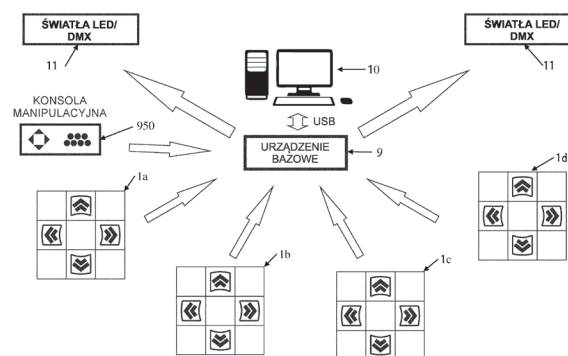 ŚWIATŁA LED/
DMX
11
ŚWIATŁA LED/
DMX
11
10
USB
KONSOLA
MANIPULACYJNA
950
URZĄDZENIE
BAŻOWE
9
1a
1b
1c
1d